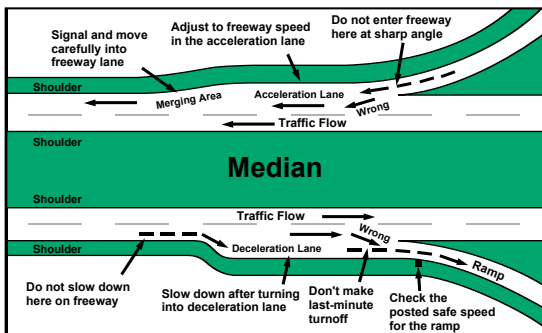 Signal and move
carefully into
freeway lane
Adjust to freeway speed
in the acceleration lane
Do not enter freeway
here at sharp angle
Shoulder
Merging Area
Acceleration Lane
Wrong
Traffic Flow
Shoulder
Median
Shoulder
Traffic Flow
Wrong
Shoulder
Deceleration Lane
Ramp
Do not slow down
here on freeway
Slow down after turning
into deceleration lane
Don't make
last-minute
turnoff
Check the
posted safe speed
for the ramp